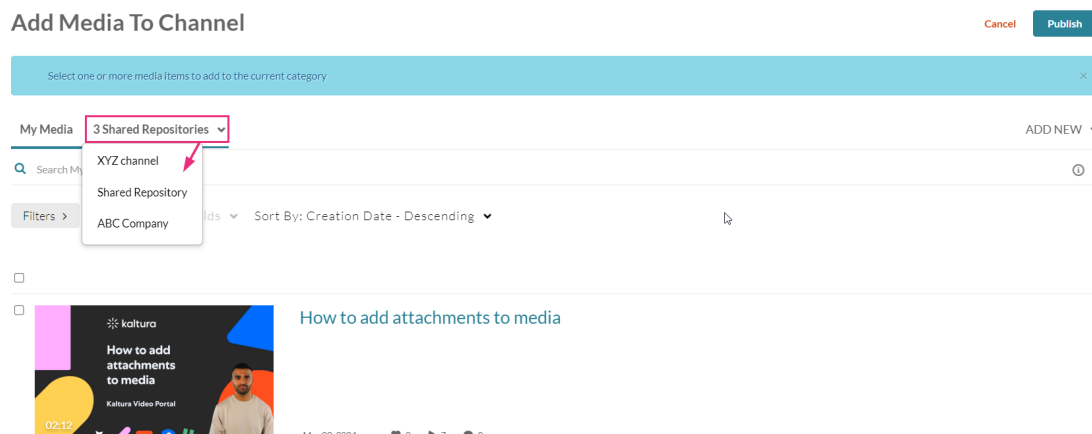 Add Media To Channel
Cancel
Publish
Select one or more media items to add to the current category
×
My Media
3 Shared Repositories
ADD NEW
XYZ channel
Search My
Shared Repository
Filters >
Sort By: Creation Date - Descending
ABC Company
How to add attachments to media
kaltura
How to add
attachments
to media
Kaltura Video Portal
02:12